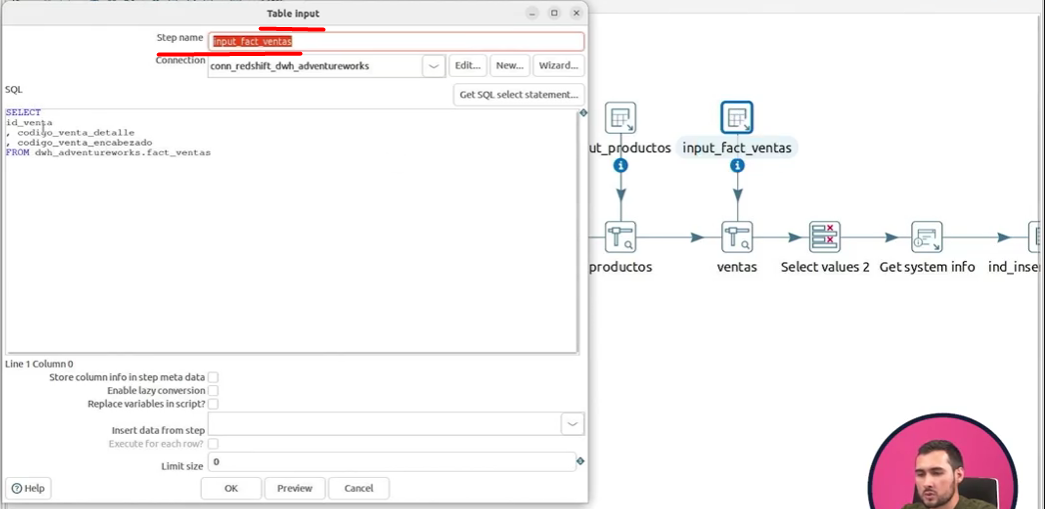 Table input
Step name input_fact_ventas
Connection conn_redshift_dwh_adventureworks Edit... New... Wizard...
SQL Get SQL select statement...
SELECT
id_venta
, codigo_venta_detalle
, codigo_venta_encabezado
FROM dwh_adventureworks.fact_ventas
Line 1 Column 0
Store column info in step meta data
Enable lazy conversion
Replace variables in script?
Insert data from step
Execute for each row?
Limit size 0
Help OK Preview Cancel
ut_productos input_fact_ventas
productos ventas Select values 2 Get system info ind_inse